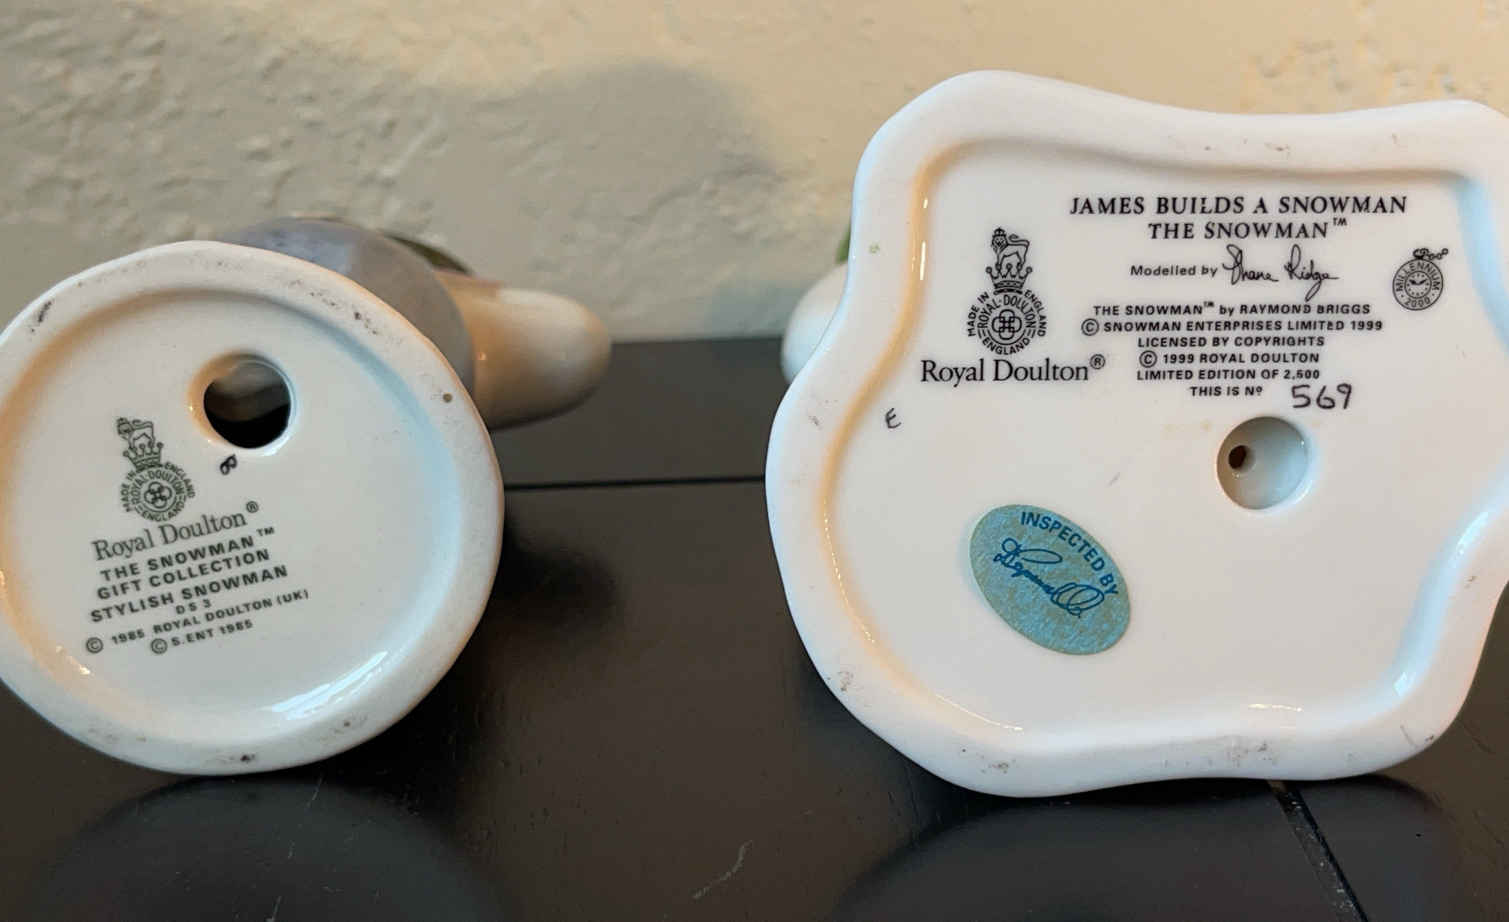 8
MADE IN ENGLAND
ROYAL·DOULTON
ENGLAND
Royal Doulton®
THE SNOWMAN™
GIFT COLLECTION
STYLISH SNOWMAN
DS 3
© 1985 ROYAL DOULTON (UK)
© S.ENT 1985
JAMES BUILDS A SNOWMAN
THE SNOWMAN™
Modelled by Shane Ridge
MILLENNIUM
2000
MADE IN ENGLAND
ROYAL·DOULTON
ENGLAND
Royal Doulton®
THE SNOWMAN™ by RAYMOND BRIGGS
© SNOWMAN ENTERPRISES LIMITED 1999
LICENSED BY COPYRIGHTS
© 1999 ROYAL DOULTON
LIMITED EDITION OF 2,500
THIS IS Nº 569
E
INSPECTED BY